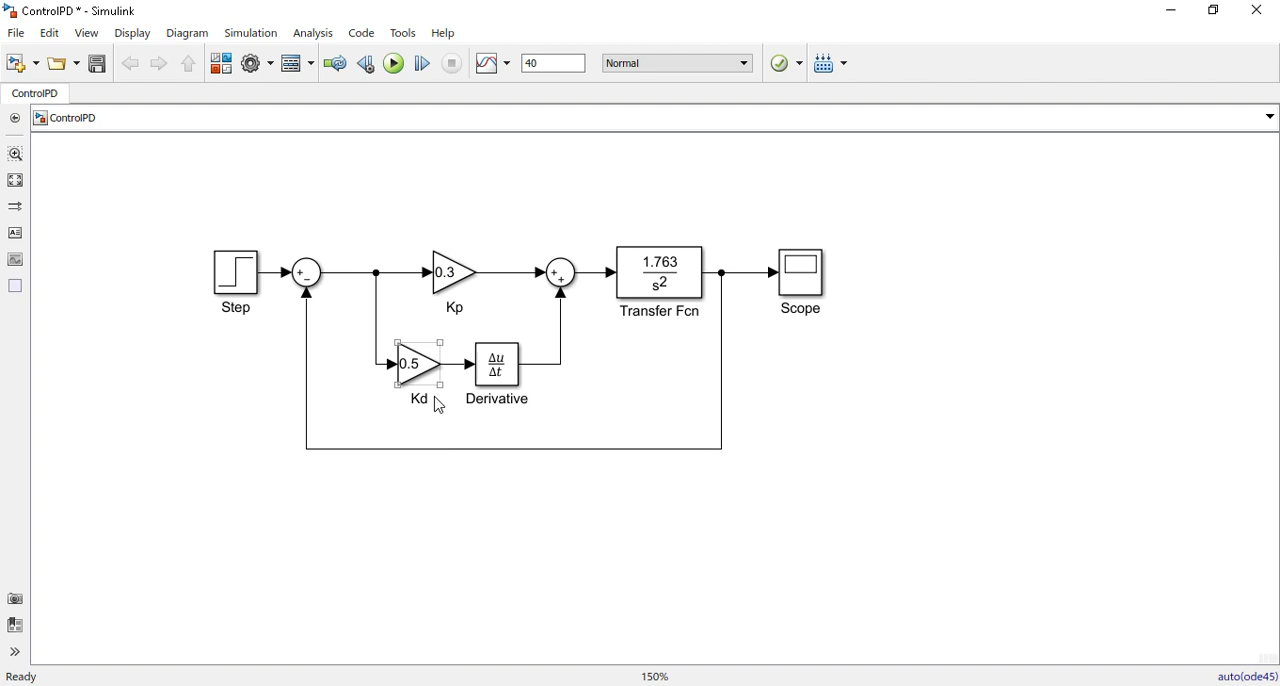 ControlPD * - Simulink
File Edit View Display Diagram Simulation Analysis Code Tools Help
40 Normal
ControlPD
ControlPD
Step
+
-
0.3
Kp
+
+
1.763
s2
Transfer Fcn
Scope
0.5
Kd
Δu
Δt
Derivative
Ready 150% auto(ode45)